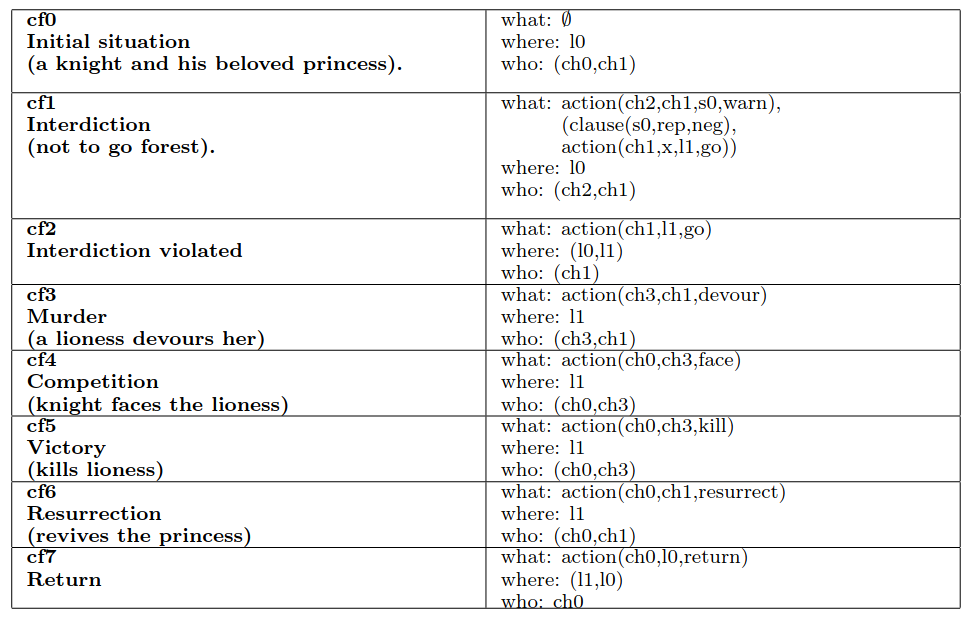 cf0
Initial situation
(a knight and his beloved princess).
what: ∅
where: l0
who: (ch0,ch1)
cf1
Interdiction
(not to go forest).
what: action(ch2,ch1,s0,warn),
(clause(s0,rep,neg),
action(ch1,x,l1,go))
where: l0
who: (ch2,ch1)
cf2
Interdiction violated
what: action(ch1,l1,go)
where: (l0,l1)
who: (ch1)
cf3
Murder
(a lioness devours her)
what: action(ch3,ch1,devour)
where: l1
who: (ch3,ch1)
cf4
Competition
(knight faces the lioness)
what: action(ch0,ch3,face)
where: l1
who: (ch0,ch3)
cf5
Victory
(kills lioness)
what: action(ch0,ch3,kill)
where: l1
who: (ch0,ch3)
cf6
Resurrection
(revives the princess)
what: action(ch0,ch1,resurrect)
where: l1
who: (ch0,ch1)
cf7
Return
what: action(ch0,l0,return)
where: (l1,l0)
who: ch0